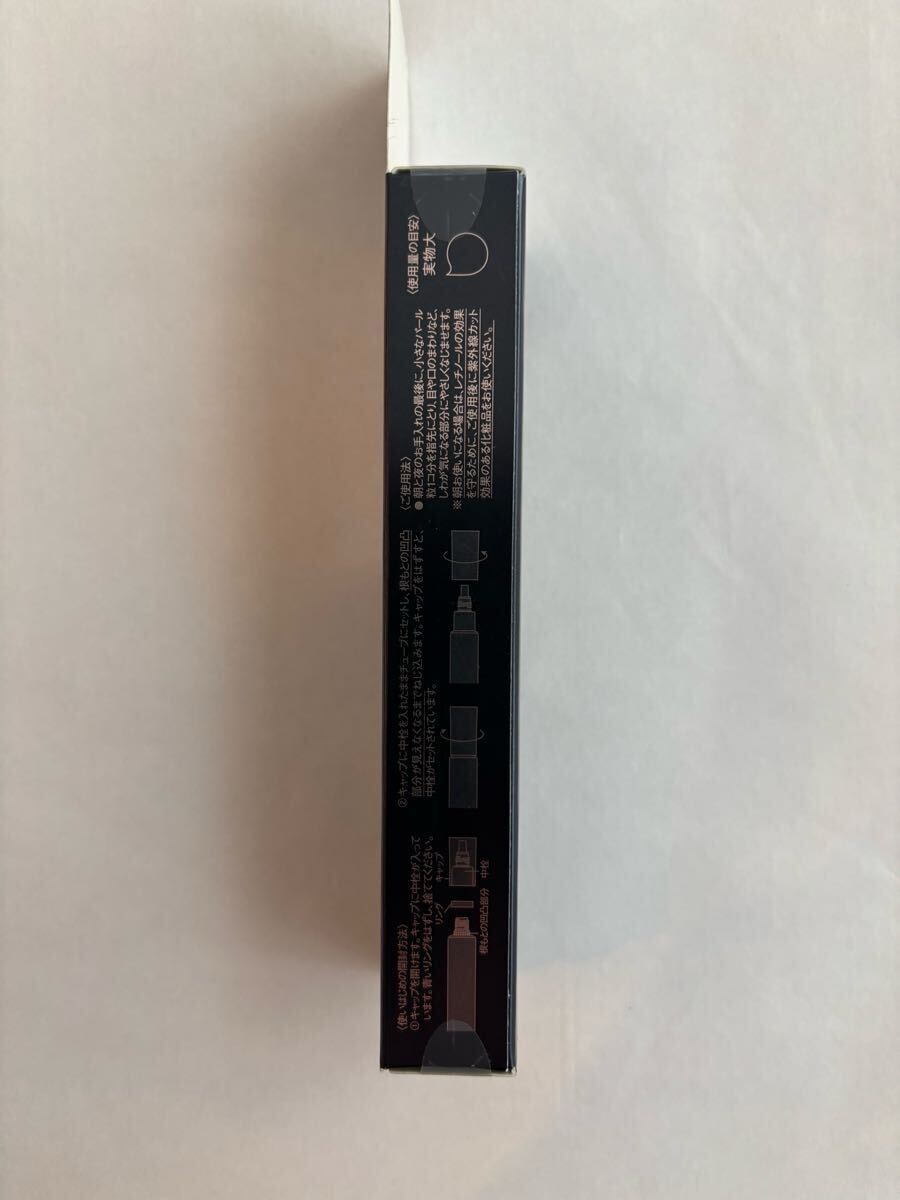 〈使いはじめの開封方法〉
①キャップを開けます。キャップに中栓が入って
います。青いリングをはずし、捨ててください。
リング
キャップ
中栓
根もとの凹凸部分
②キャップに中栓を入れたままチューブにセットし、根もとの凹凸
部分が見えなくなるまでねじ込みます。キャップをはずすと、
中栓がセットされています。
〈ご使用法〉
●朝と夜のお手入れの最後に、小さなパール
粒1コ分を指先にとり、目や口のまわりなど、
しわが気になる部分にやさしくなじませます。
※朝お使いになる場合は、レチノールの効果
を守るために、ご使用後に紫外線カット
効果のある化粧品をお使いください。
〈使用量の目安〉
実物大